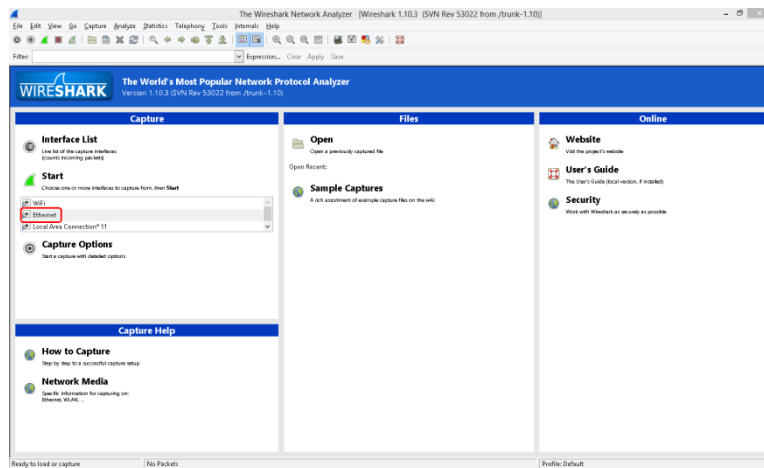 The Wireshark Network Analyzer [Wireshark 1.10.3 (SVN Rev 53022 from /trunk-1.10)]
File Edit View Go Capture Analyze Statistics Telephony Tools Internals Help
Filter: Expression... Clear Apply Save
WIRESHARK
The World's Most Popular Network Protocol Analyzer
Version 1.10.3 (SVN Rev 53022 from /trunk-1.10)
Capture
Interface List
Live list of the capture interfaces
(counts incoming packets)
Start
Choose one or more interfaces to capture from, then Start
WiFi
Ethernet
Local Area Connection* 11
Capture Options
Start a capture with detailed options
Capture Help
How to Capture
Step by step to a successful capture setup
Network Media
Specific information for capturing on:
Ethernet, WLAN, ...
Files
Open
Open a previously captured file
Open Recent:
Sample Captures
A rich assortment of example capture files on the wiki
Online
Website
Visit the project's website
User's Guide
The User's Guide (local version, if installed)
Security
Work with Wireshark as securely as possible
Ready to load or capture
No Packets
Profile: Default